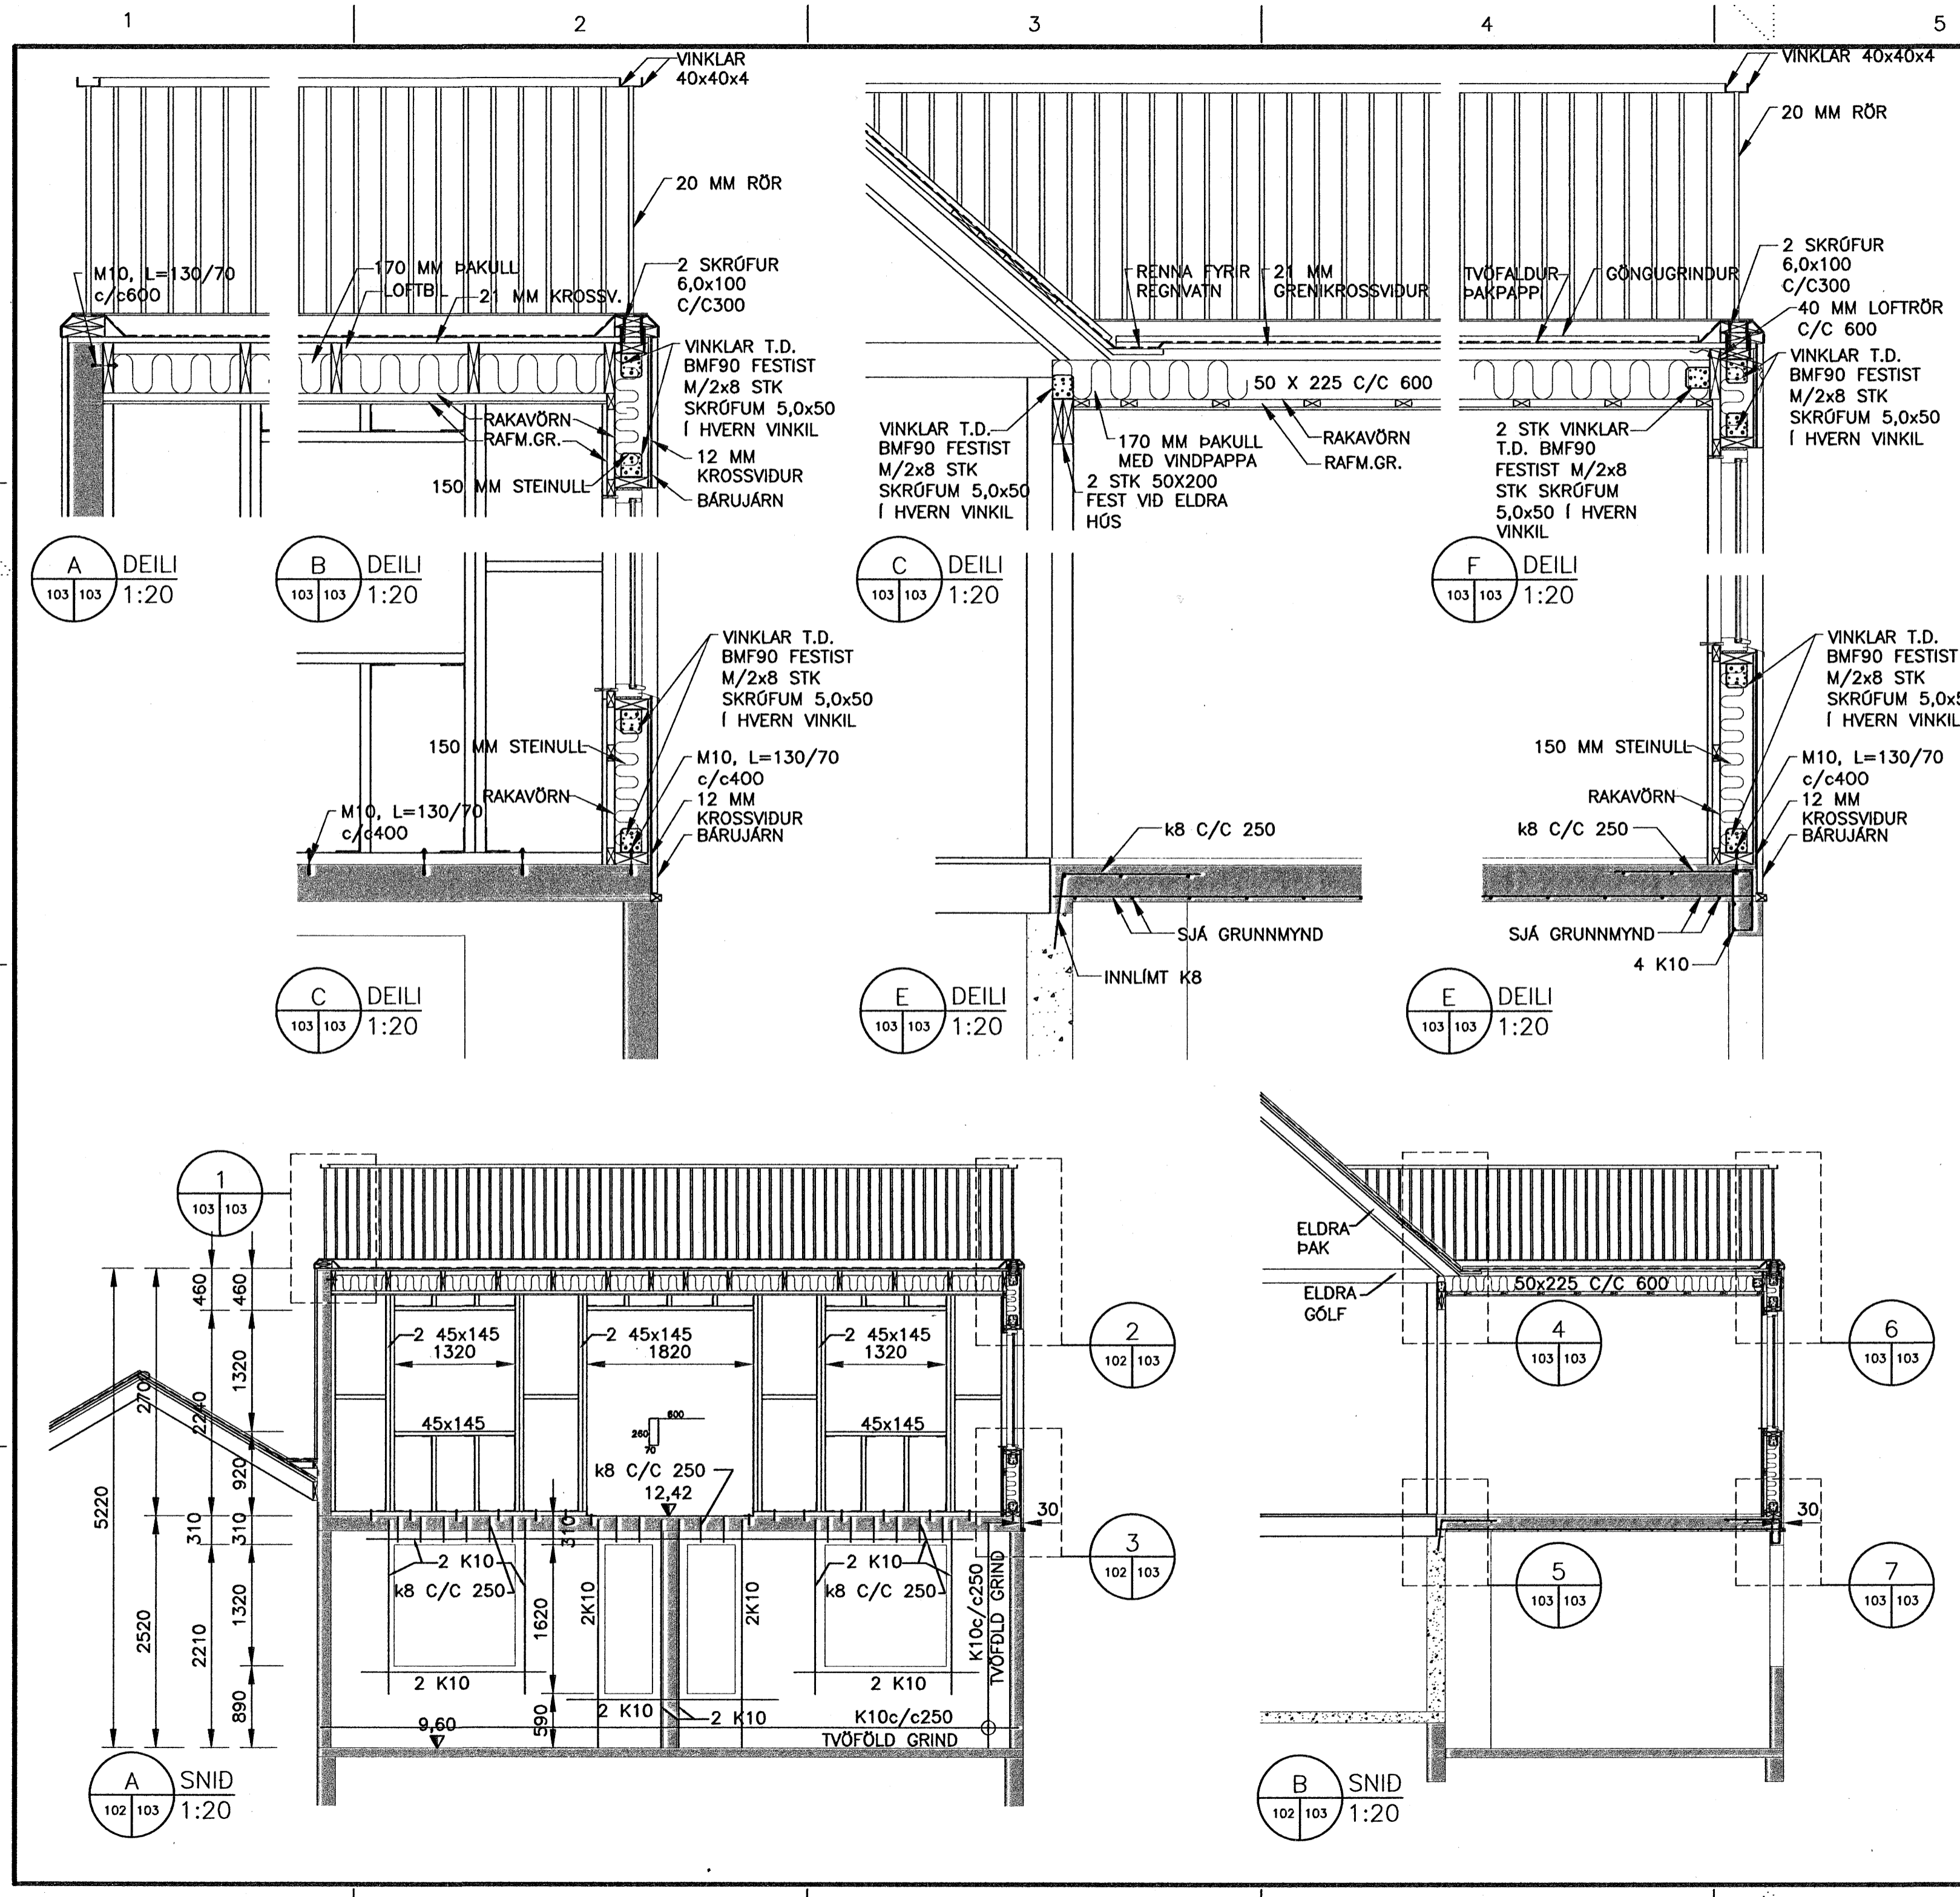 1
2
3
4
5
VINKLAR
40x40x4
20 MM RÖR
M10, L=130/70
c/c600
170 MM ÞAKULL
LOFTBIL
21 MM KROSSV.
2 SKRÚFUR
6,0x100
C/C300
VINKLAR T.D.
BMF90 FESTIST
M/2x8 STK
SKRÚFUM 5,0x50
Í HVERN VINKIL
RAKAVÖRN
RAFM.GR.
12 MM
KROSSVIÐUR
150 MM STEINULL
BÁRUJÁRN
A
103 103
DEILI
1:20
B
103 103
DEILI
1:20
VINKLAR 40x40x4
20 MM RÖR
RENNA FYRIR
REGNVATN
21 MM
GRENIKROSSVIÐUR
TVÖFALDUR
ÞAKPAPPI
GÖNGUGRINDUR
2 SKRÚFUR
6,0x100
C/C300
40 MM LOFTRÖR
C/C 600
VINKLAR T.D.
BMF90 FESTIST
M/2x8 STK
SKRÚFUM 5,0x50
Í HVERN VINKIL
50 X 225 C/C 600
VINKLAR T.D.
BMF90 FESTIST
M/2x8 STK
SKRÚFUM 5,0x50
Í HVERN VINKIL
170 MM ÞAKULL
MEÐ VINDPAPPA
2 STK 50X200
FEST VIÐ ELDRA
HÚS
RAKAVÖRN
RAFM.GR.
2 STK VINKLAR
T.D. BMF90
FESTIST M/2x8
STK SKRÚFUM
5,0x50 Í HVERN
VINKIL
C
103 103
DEILI
1:20
F
103 103
DEILI
1:20
VINKLAR T.D.
BMF90 FESTIST
M/2x8 STK
SKRÚFUM 5,0x50
Í HVERN VINKIL
150 MM STEINULL
M10, L=130/70
c/c400
RAKAVÖRN
12 MM
KROSSVIÐUR
BÁRUJÁRN
M10, L=130/70
c/c400
C
103 103
DEILI
1:20
k8 C/C 250
SJÁ GRUNNMYND
INNLÍMT K8
E
103 103
DEILI
1:20
VINKLAR T.D.
BMF90 FESTIST
M/2x8 STK
SKRÚFUM 5,0x5
Í HVERN VINKIL
150 MM STEINULL
M10, L=130/70
c/c400
RAKAVÖRN
12 MM
KROSSVIÐUR
BÁRUJÁRN
k8 C/C 250
SJÁ GRUNNMYND
4 K10
E
103 103
DEILI
1:20
1
103 103
460
460
2 45x145
1320
2 45x145
1820
2 45x145
1320
2
102 103
1320
2700
2240
45x145
45x145
600
260
70
920
k8 C/C 250
12,42
5220
310
310
310
30
3
102 103
2 K10
k8 C/C 250
2 K10
k8 C/C 250
2520
2210
1320
1620
2K10
2K10
K10c/c250
TVÖFÖLD GRIND
2 K10
2 K10
890
590
2 K10
2 K10
K10c/c250
TVÖFÖLD GRIND
9,60
A
102 103
SNIÐ
1:20
ELDRA
ÞAK
ELDRA
GÓLF
50x225 C/C 600
4
103 103
6
103 103
30
5
103 103
7
103 103
B
102 103
SNIÐ
1:20